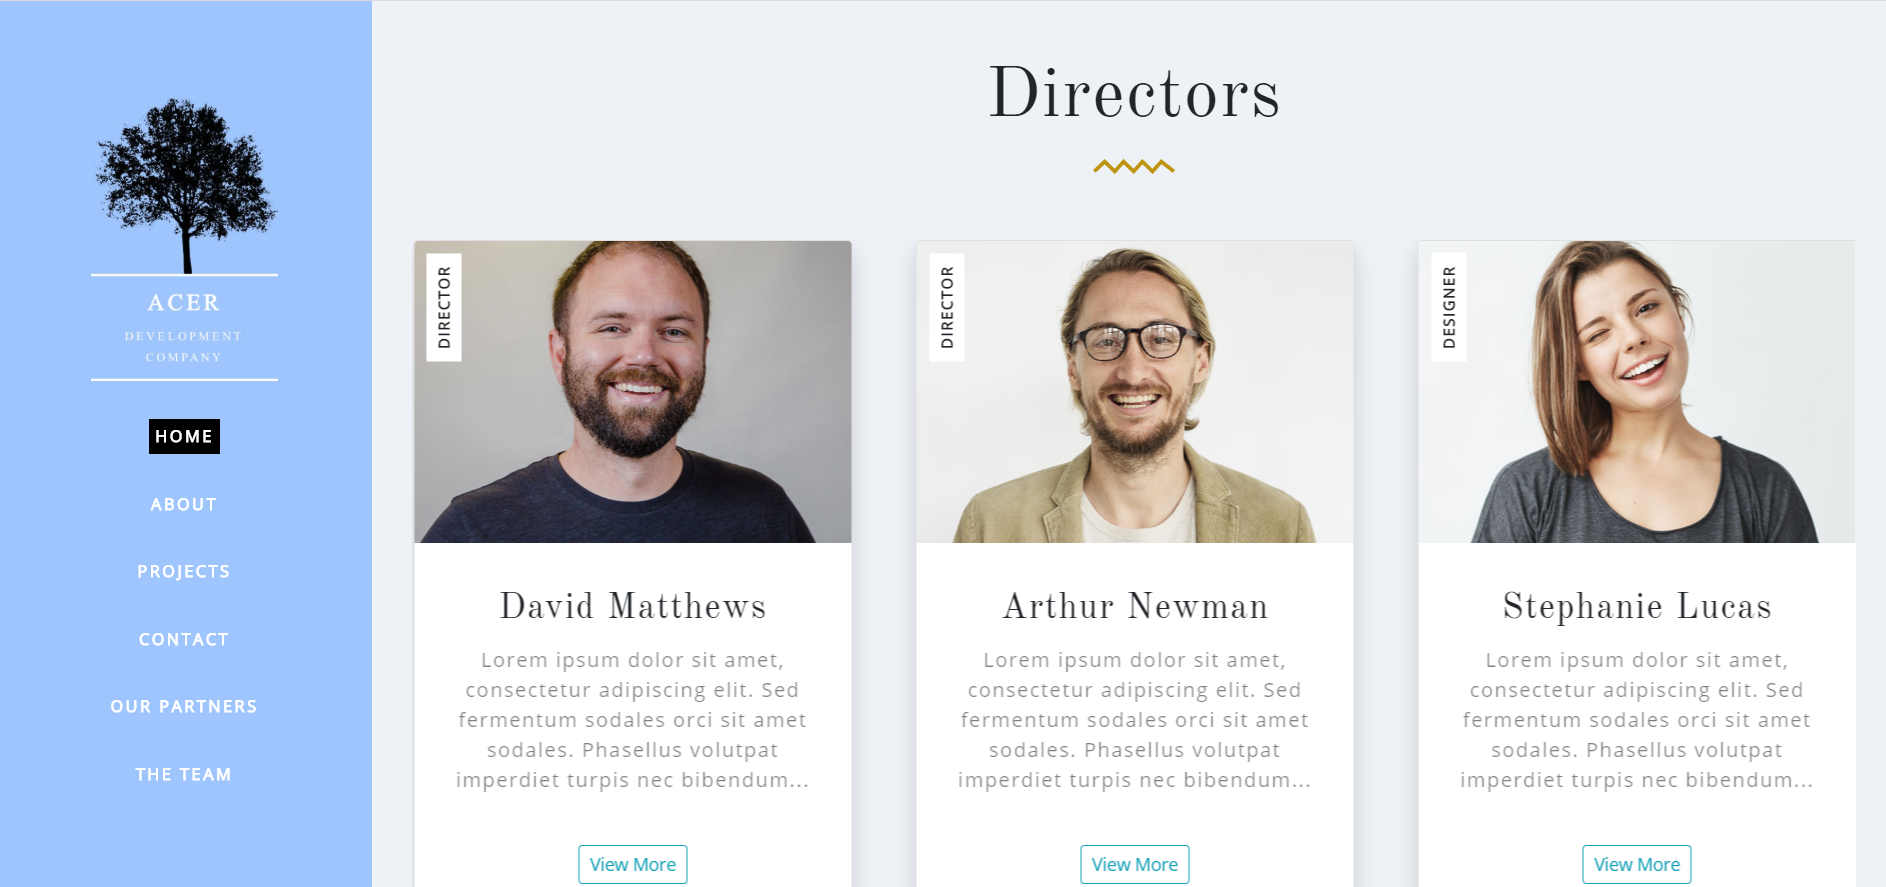 ACER
DEVELOPMENT
COMPANY
HOME
ABOUT
PROJECTS
CONTACT
OUR PARTNERS
THE TEAM
Directors
DIRECTOR
David Matthews
Lorem ipsum dolor sit amet,
consectetur adipiscing elit. Sed
fermentum sodales orci sit amet
sodales. Phasellus volutpat
imperdiet turpis nec bibendum...
View More
DIRECTOR
Arthur Newman
Lorem ipsum dolor sit amet,
consectetur adipiscing elit. Sed
fermentum sodales orci sit amet
sodales. Phasellus volutpat
imperdiet turpis nec bibendum...
View More
DESIGNER
Stephanie Lucas
Lorem ipsum dolor sit amet,
consectetur adipiscing elit. Sed
fermentum sodales orci sit amet
sodales. Phasellus volutpat
imperdiet turpis nec bibendum...
View More